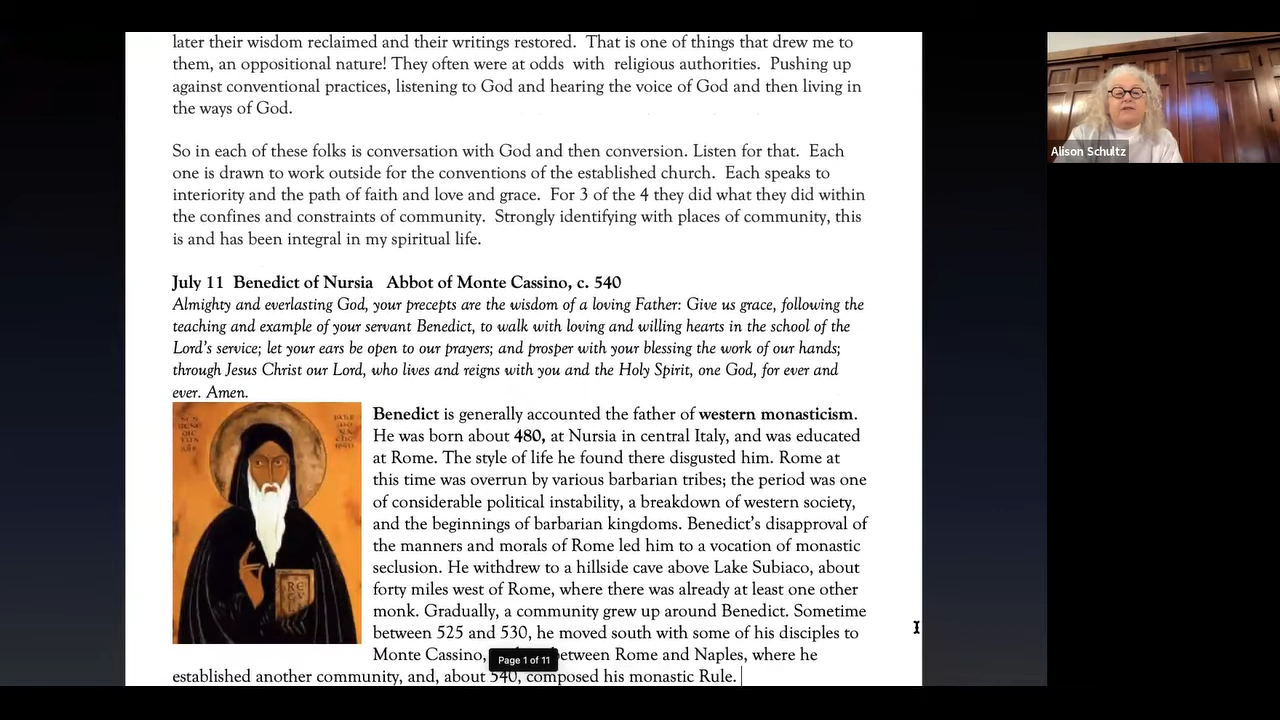 later their wisdom reclaimed and their writings restored.  That is one of things that drew me to
them, an oppositional nature! They often were at odds  with  religious authorities.  Pushing up
against conventional practices, listening to God and hearing the voice of God and then living in
the ways of God.
So in each of these folks is conversation with God and then conversion. Listen for that.  Each
one is drawn to work outside for the conventions of the established church.  Each speaks to
interiority and the path of faith and love and grace.  For 3 of the 4 they did what they did within
the confines and constraints of community.  Strongly identifying with places of community, this
is and has been integral in my spiritual life.
July 11  Benedict of Nursia   Abbot of Monte Cassino, c. 540
Almighty and everlasting God, your precepts are the wisdom of a loving Father: Give us grace, following the
teaching and example of your servant Benedict, to walk with loving and willing hearts in the school of the
Lord's service; let your ears be open to our prayers; and prosper with your blessing the work of our hands;
through Jesus Christ our Lord, who lives and reigns with you and the Holy Spirit, one God, for ever and
ever. Amen.
Benedict is generally accounted the father of western monasticism.
He was born about 480, at Nursia in central Italy, and was educated
at Rome. The style of life he found there disgusted him. Rome at
this time was overrun by various barbarian tribes; the period was one
of considerable political instability, a breakdown of western society,
and the beginnings of barbarian kingdoms. Benedict's disapproval of
the manners and morals of Rome led him to a vocation of monastic
seclusion. He withdrew to a hillside cave above Lake Subiaco, about
forty miles west of Rome, where there was already at least one other
monk. Gradually, a community grew up around Benedict. Sometime
between 525 and 530, he moved south with some of his disciples to
Monte Cassino, between Rome and Naples, where he
established another community, and, about 540, composed his monastic Rule.
Page 1 of 11
Alison Schultz